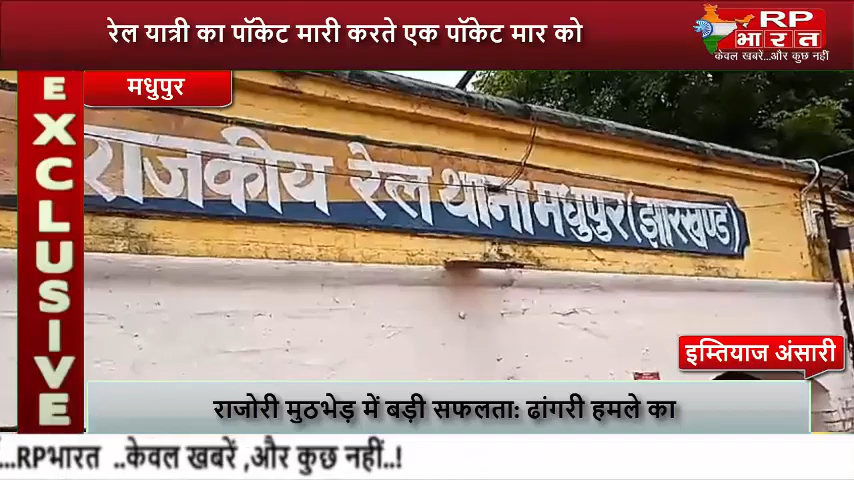 रेल यात्री का पॉकेट मारी करते एक पॉकेट मार को
RP
भारत
केवल खबरें...और कुछ नहीं
मधुपुर
EXCLUSIVE
राजकीय रेल थाना मधुपुर (झारखण्ड)
इम्तियाज अंसारी
राजोरी मुठभेड़ में बड़ी सफलता: ढांगरी हमले का
...RPभारत ..केवल खबरें ,और कुछ नहीं..!